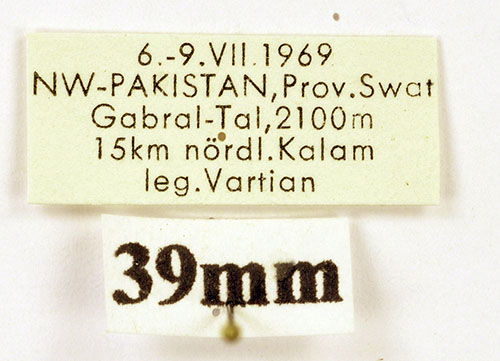 6.-9.VII.1969
NW-PAKISTAN,Prov.Swat
Gabral-Tal,2100m
15km nördl.Kalam
leg.Vartian
39mm